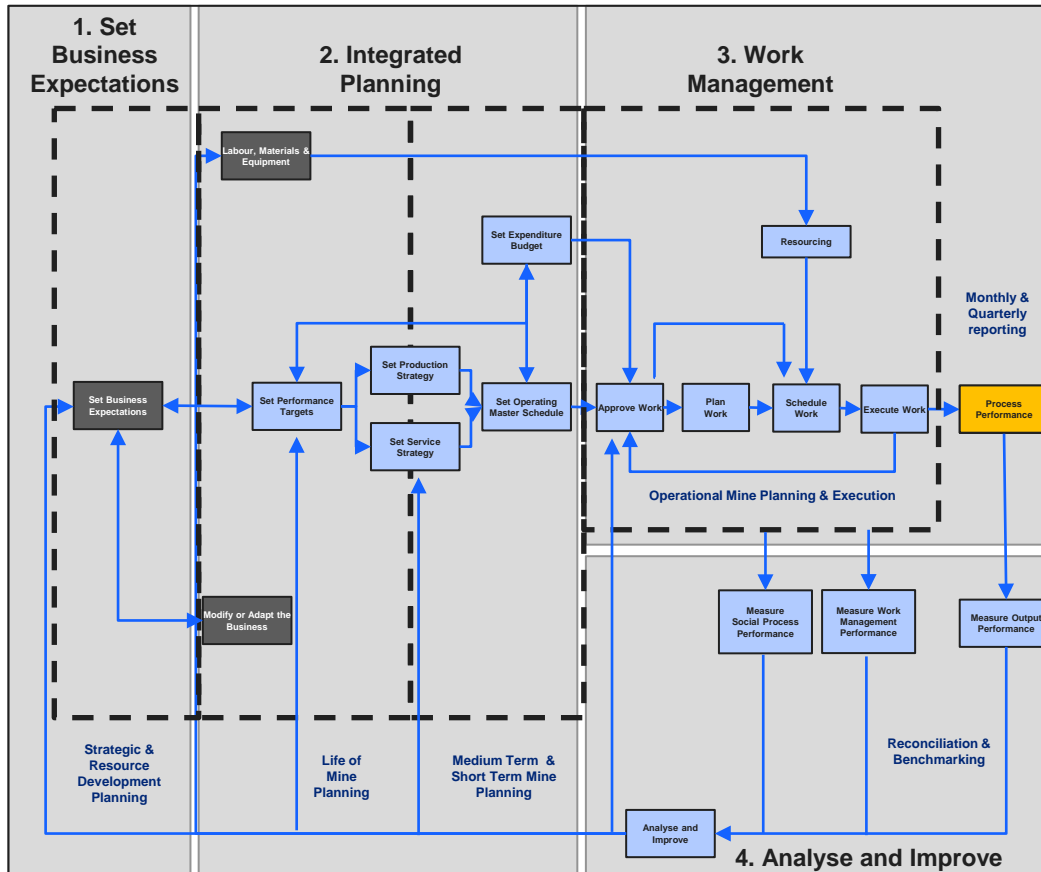 1. Set
Business
Expectations
2. Integrated
Planning
3. Work
Management
Labour, Materials &
Equipment
Set Expenditure
Budget
Resourcing
Monthly &
Quarterly
reporting
Set Business
Expectations
Set Performance
Targets
Set Production
Strategy
Set Service
Strategy
Set Operating
Master Schedule
Approve Work
Plan
Work
Schedule
Work
Execute Work
Process
Performance
Operational Mine Planning & Execution
Modify or Adapt the
Business
Measure
Social Process
Performance
Measure Work
Management
Performance
Measure Output
Performance
Strategic &
Resource
Development
Planning
Life of
Mine
Planning
Medium Term &
Short Term Mine
Planning
Reconciliation &
Benchmarking
Analyse and
Improve
4. Analyse and Improve